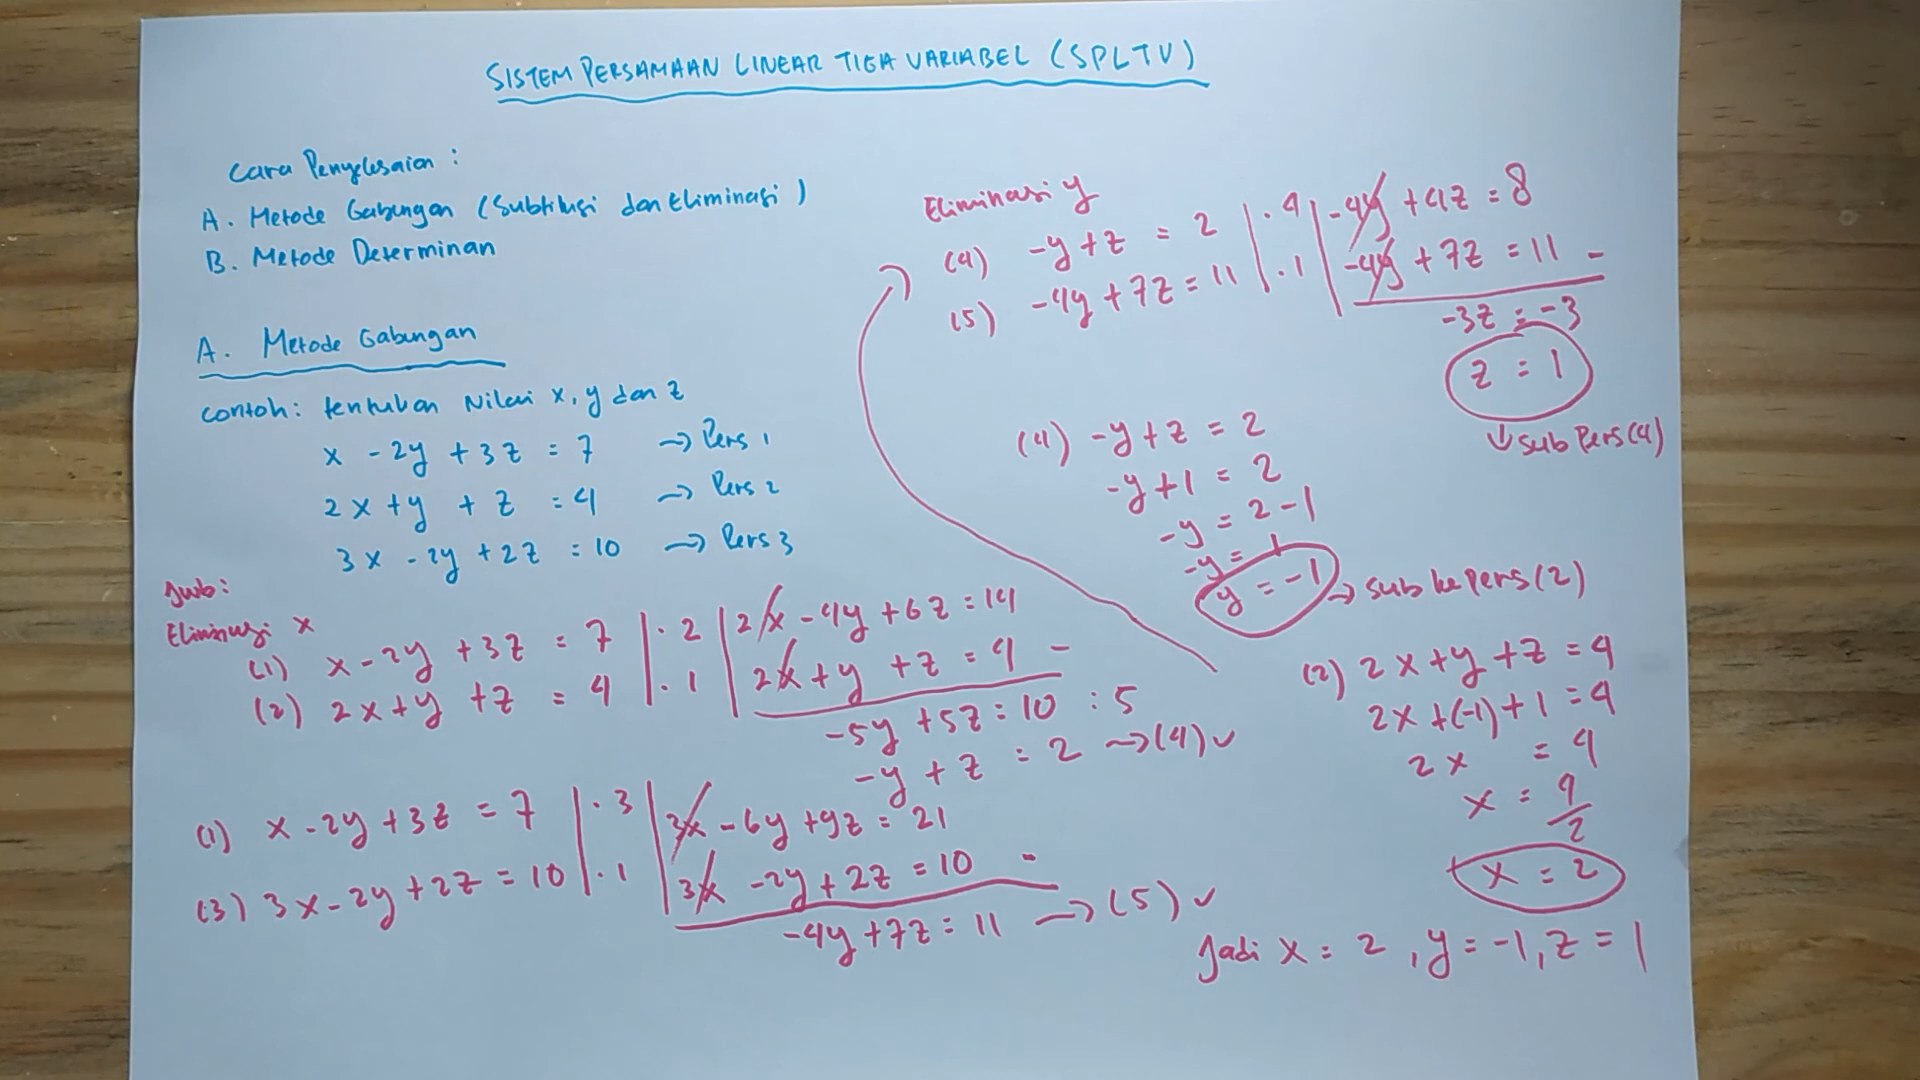 SISTEM PERSAMAAN LINEAR TIGA VARIABEL (SPLTV)
Cara Penyelesaian :
A. Metode Gabungan (Subtitusi dan Eliminasi)
B. Metode Determinan
A. Metode Gabungan
Contoh: tentukan Nilai x, y dan z
x - 2y + 3z = 7 → Pers 1
2x + y + z = 4 → Pers 2
3x - 2y + 2z = 10 → Pers 3
Jwb:
Eliminasi x
(1) x - 2y + 3z = 7 | . 2 | 2x - 4y + 6z = 14
(2) 2x + y + z = 4 | . 1 | 2x + y + z = 4 -
-5y + 5z = 10 : 5
-y + z = 2 → (4) ✓
(1) x - 2y + 3z = 7 | . 3 | 3x - 6y + 9z = 21
(3) 3x - 2y + 2z = 10 | . 1 | 3x - 2y + 2z = 10 -
-4y + 7z = 11 → (5) ✓
Eliminasi y
(4) -y + z = 2 | . 4 | -4y + 4z = 8
(5) -4y + 7z = 11 | . 1 | -4y + 7z = 11 -
-3z = -3
z = 1
↓ sub Pers (4)
(4) -y + z = 2
-y + 1 = 2
-y = 2 - 1
-y = 1
y = -1 → sub ke pers (2)
(2) 2x + y + z = 4
2x + (-1) + 1 = 4
2x = 4
x = 4/2
x = 2
Jadi x = 2, y = -1, z = 1